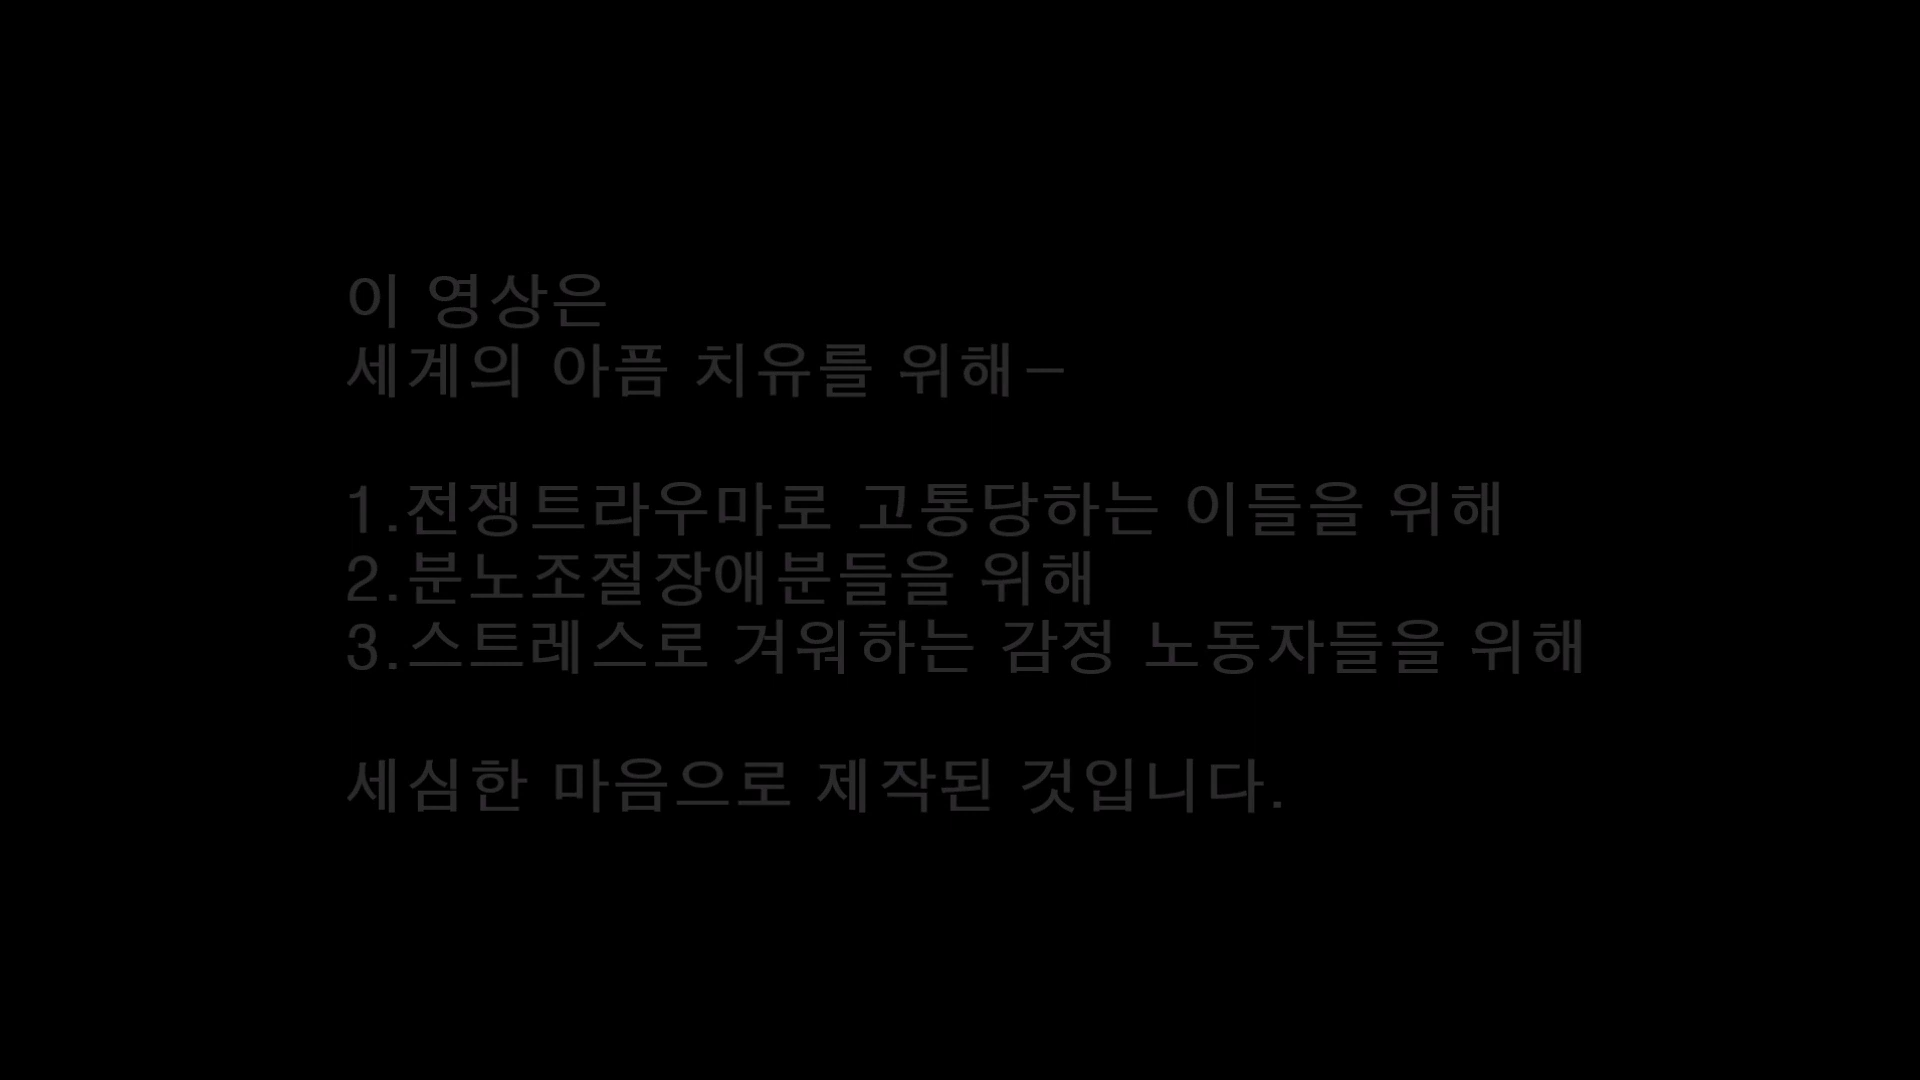 이 영상은
세계의 아픔 치유를 위해–
1.전쟁트라우마로 고통당하는 이들을 위해
2.분노조절장애분들을 위해
3.스트레스로 겨워하는 감정 노동자들을 위해
세심한 마음으로 제작된 것입니다.